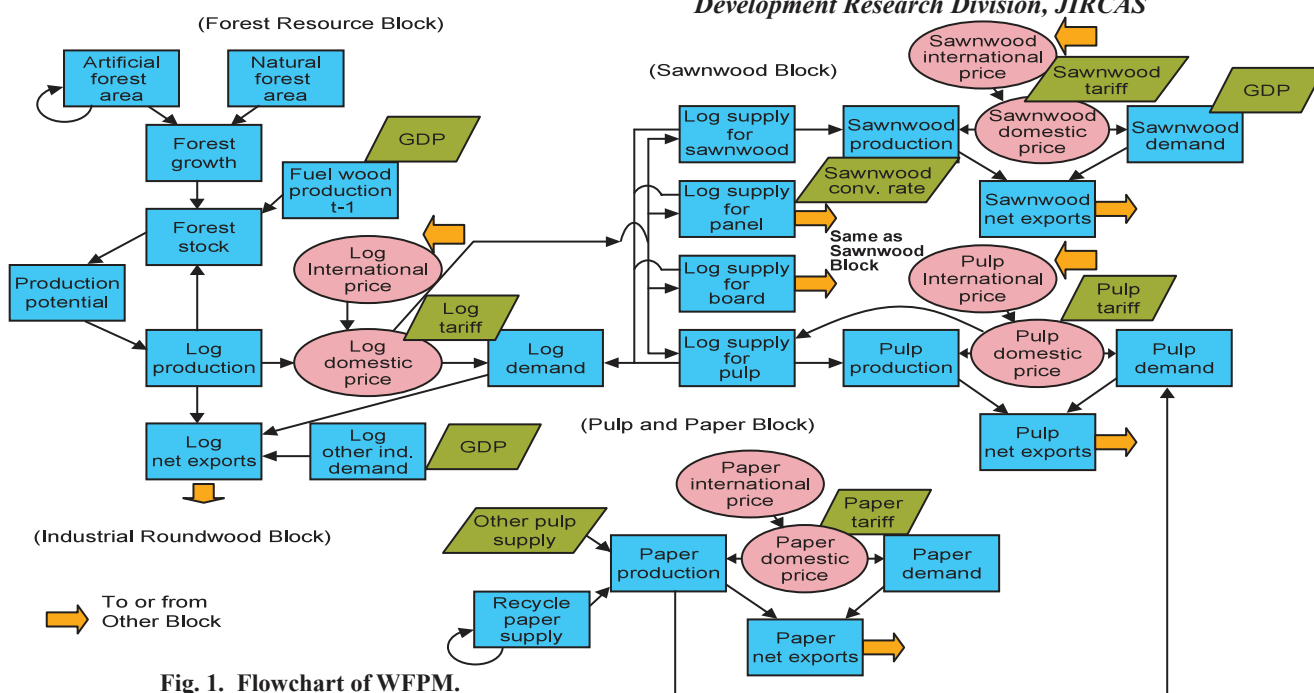 Development Research Division, JIRCAS
(Forest Resource Block)
Artificial
forest
area
Natural
forest
area
Forest
growth
GDP
Fuel wood
production
t-1
Forest
stock
Production
potential
Log
International
price
Log
tariff
Log
production
Log
domestic
price
Log
demand
Log
net exports
Log
other ind.
demand
GDP
(Industrial Roundwood Block)
To or from
Other Block
(Sawnwood Block)
Sawnwood
international
price
Sawnwood
tariff
GDP
Log supply
for
sawnwood
Sawnwood
production
Sawnwood
domestic
price
Sawnwood
demand
Log supply
for
panel
Sawnwood
conv. rate
Sawnwood
net exports
Same as
Sawnwood
Block
Log supply
for
board
Pulp
International
price
Pulp
tariff
Log supply
for
pulp
Pulp
production
Pulp
domestic
price
Pulp
demand
(Pulp and Paper Block)
Pulp
net exports
Paper
international
price
Paper
tariff
Other pulp
supply
Paper
production
Paper
domestic
price
Paper
demand
Recycle
paper
supply
Paper
net exports
Fig. 1. Flowchart of WFPM.